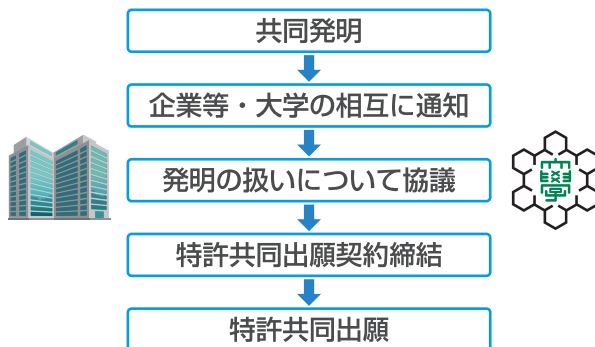 共同発明
企業等・大学の相互に通知
発明の扱いについて協議
特許共同出願契約締結
特許共同出願